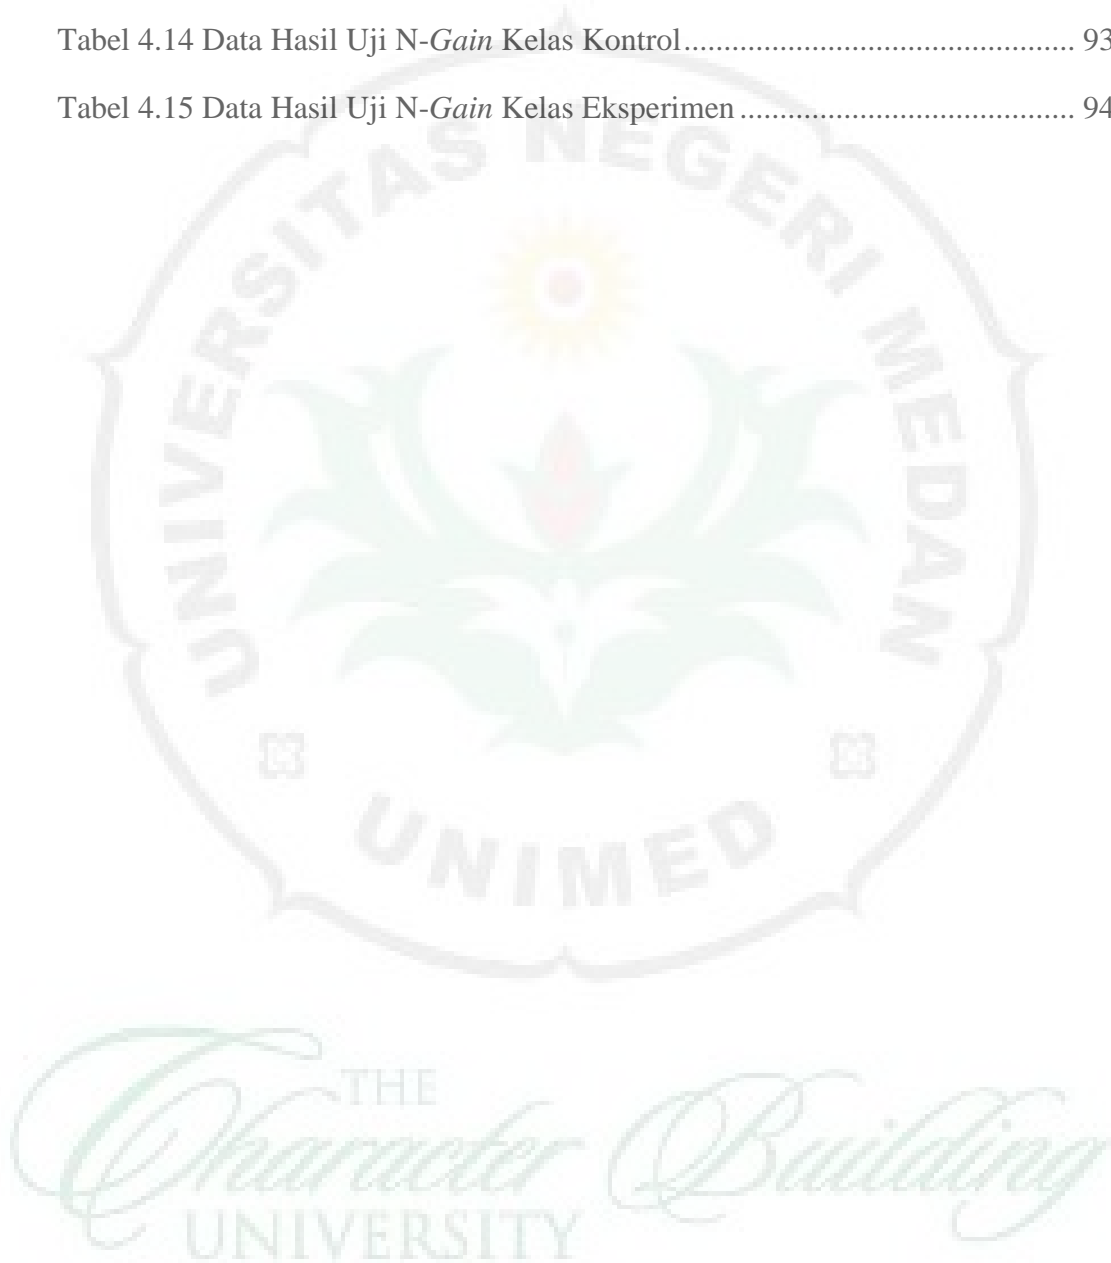 Tabel 4.14 Data Hasil Uji N-Gain Kelas Kontrol............................................ 93
Tabel 4.15 Data Hasil Uji N-Gain Kelas Eksperimen .................................... 94
UNIVERSITAS NEGERI MEDAN
UNIMED
THE
Character Building
UNIVERSITY